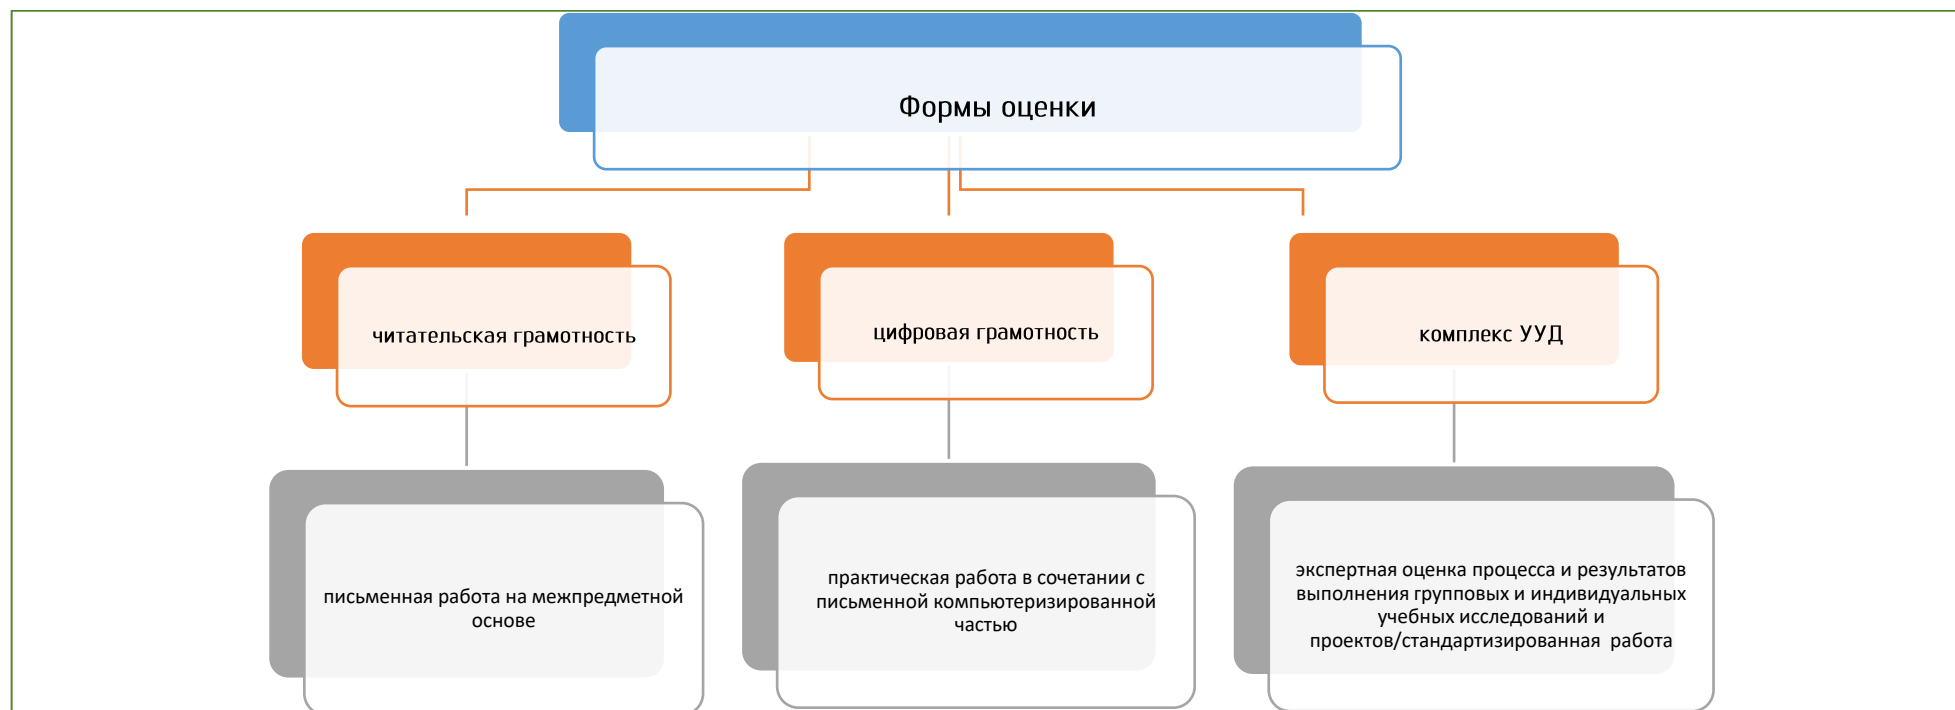 Формы оценки
читательская грамотность
цифровая грамотность
комплекс УУД
письменная работа на межпредметной
основе
практическая работа в сочетании с
письменной компьютеризированной
частью
экспертная оценка процесса и результатов
выполнения групповых и индивидуальных
учебных исследований и
проектов/стандартизированная работа